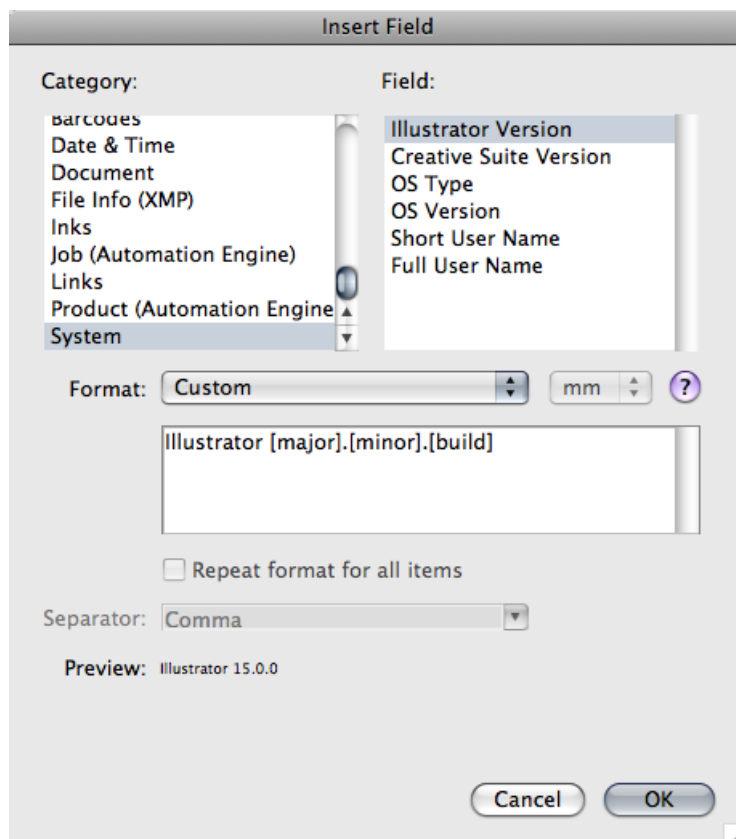 Insert Field
Category:
Field:
Barcodes
Date & Time
Document
File Info (XMP)
Inks
Job (Automation Engine)
Links
Product (Automation Engine
System
Illustrator Version
Creative Suite Version
OS Type
OS Version
Short User Name
Full User Name
Format: Custom mm ?
Illustrator [major].[minor].[build]
Repeat format for all items
Separator: Comma
Preview: Illustrator 15.0.0
Cancel OK